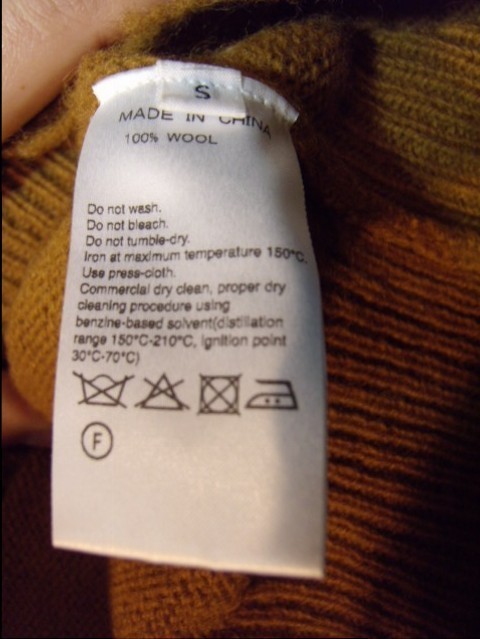 S
MADE IN CHINA
100% WOOL
Do not wash.
Do not bleach.
Do not tumble-dry.
Iron at maximum temperature 150°C.
Use press-cloth.
Commercial dry clean, proper dry
cleaning procedure using
benzine-based solvent(distillation
range 150°C-210°C, ignition point
30°C-70°C)
F